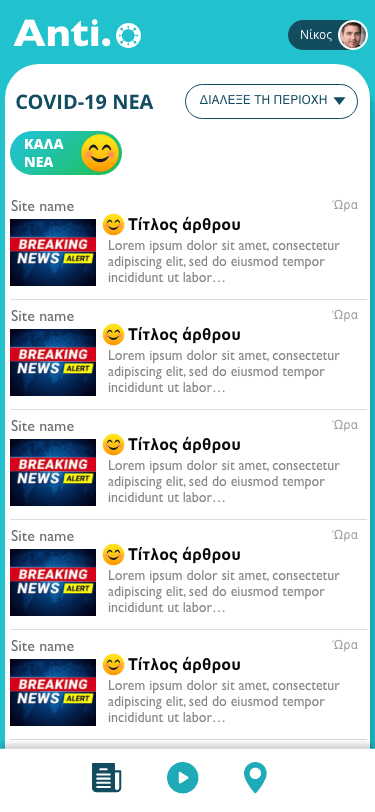 Anti.
Νίκος
COVID-19 ΝΕΑ
ΔΙΑΛΕΞΕ ΤΗ ΠΕΡΙΟΧΗ
ΚΑΛΑ
ΝΕΑ
Site name
Ώρα
BREAKING
NEWS ALERT
Τίτλος άρθρου
Lorem ipsum dolor sit amet, consectetur
adipiscing elit, sed do eiusmod tempor
incididunt ut labor…
Site name
Ώρα
BREAKING
NEWS ALERT
Τίτλος άρθρου
Lorem ipsum dolor sit amet, consectetur
adipiscing elit, sed do eiusmod tempor
incididunt ut labor…
Site name
Ώρα
BREAKING
NEWS ALERT
Τίτλος άρθρου
Lorem ipsum dolor sit amet, consectetur
adipiscing elit, sed do eiusmod tempor
incididunt ut labor…
Site name
Ώρα
BREAKING
NEWS ALERT
Τίτλος άρθρου
Lorem ipsum dolor sit amet, consectetur
adipiscing elit, sed do eiusmod tempor
incididunt ut labor…
Site name
Ώρα
BREAKING
NEWS ALERT
Τίτλος άρθρου
Lorem ipsum dolor sit amet, consectetur
adipiscing elit, sed do eiusmod tempor
incididunt ut labor…